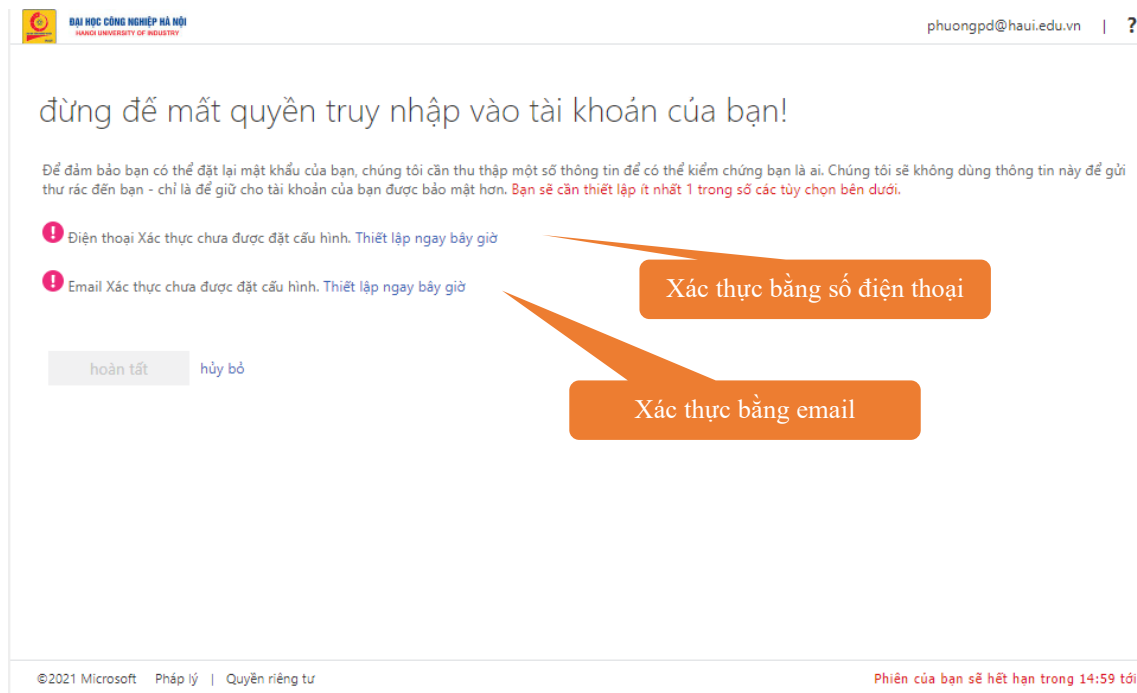 ĐẠI HỌC CÔNG NGHIỆP HÀ NỘI
HANOI UNIVERSITY OF INDUSTRY
phuongpd@haui.edu.vn | ?
đừng để mất quyền truy nhập vào tài khoản của bạn!
Để đảm bảo bạn có thể đặt lại mật khẩu của bạn, chúng tôi cần thu thập một số thông tin để có thể kiểm chứng bạn là ai. Chúng tôi sẽ không dùng thông tin này để gửi
thư rác đến bạn - chỉ là để giữ cho tài khoản của bạn được bảo mật hơn. Bạn sẽ cần thiết lập ít nhất 1 trong số các tùy chọn bên dưới.
! Điện thoại Xác thực chưa được đặt cấu hình. Thiết lập ngay bây giờ
Xác thực bằng số điện thoại
! Email Xác thực chưa được đặt cấu hình. Thiết lập ngay bây giờ
hoàn tất hủy bỏ
Xác thực bằng email
©2021 Microsoft Pháp lý | Quyền riêng tư
Phiên của bạn sẽ hết hạn trong 14:59 tới